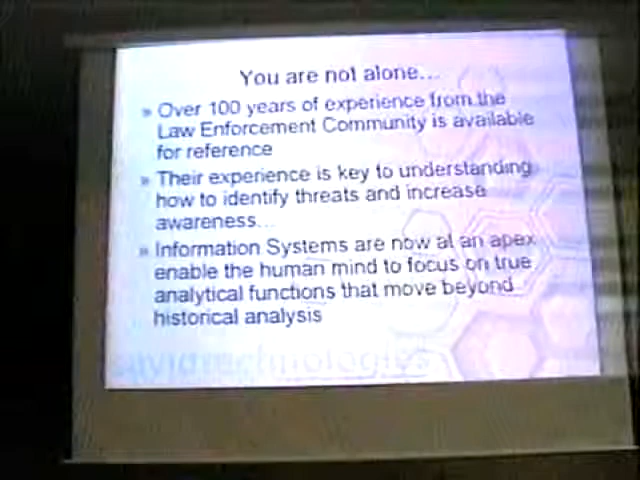 You are not alone...
» Over 100 years of experience from the
Law Enforcement Community is available
for reference
» Their experience is key to understanding
how to identify threats and increase
awareness...
» Information Systems are now at an apex
enable the human mind to focus on true
analytical functions that move beyond
historical analysis
savidtechnologies